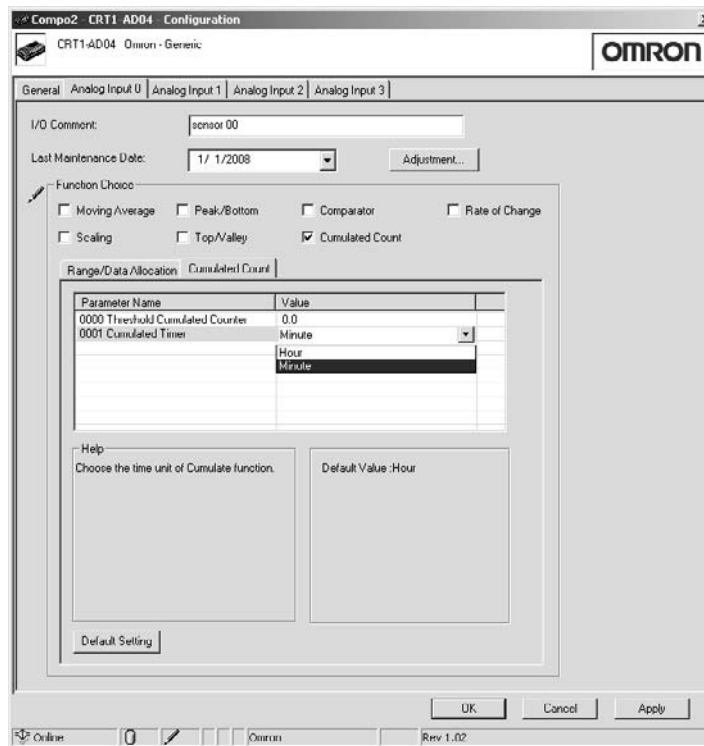 Compo2 - CRT1-AD04 - Configuration
CRT1-AD04 Omron - Generic
OMRON
General Analog Input 0 Analog Input 1 Analog Input 2 Analog Input 3
I/O Comment: sensor 00
Last Maintenance Date: 1/ 1/2008 Adjustment...
Function Choice
Moving Average Peak/Bottom Comparator Rate of Change
Scaling Top/Valley Cumulated Count
Range/Data Allocation Cumulated Count
Parameter Name Value
0000 Threshold Cumulated Counter 0.0
0001 Cumulated Timer Minute
Hour
Minute
Help
Choose the time unit of Cumulate function. Default Value :Hour
Default Setting
OK Cancel Apply
Online Omron Rev 1.02